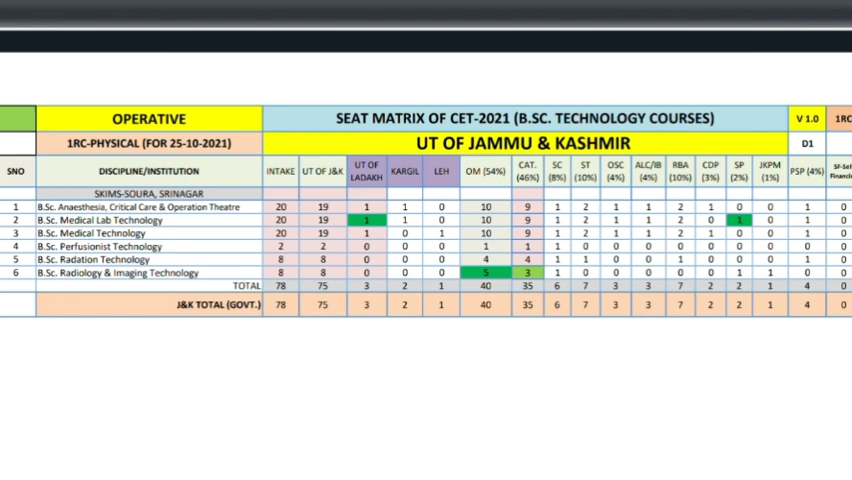 OPERATIVE SEAT MATRIX OF CET-2021 (B.SC. TECHNOLOGY COURSES) V 1.0 1RC
1RC-PHYSICAL (FOR 25-10-2021) UT OF JAMMU & KASHMIR D1
SNO DISCIPLINE/INSTITUTION INTAKE UT OF J&K UT OF LADAKH KARGIL LEH OM (54%) CAT. (46%) SC (8%) ST (10%) OSC (4%) ALC/IB (4%) RBA (10%) CDP (3%) SP (2%) JKPM (1%) PSP (4%) SF-Sel Financi
SKIMS-SOURA, SRINAGAR
1 B.Sc. Anaesthesia, Critical Care & Operation Theatre 20 19 1 1 0 10 9 1 2 1 1 2 1 0 0 1 0
2 B.Sc. Medical Lab Technology 20 19 1 1 0 10 9 1 2 1 1 2 0 1 0 1 0
3 B.Sc. Medical Technology 20 19 1 0 1 10 9 1 2 1 1 2 1 0 0 1 0
4 B.Sc. Perfusionist Technology 2 2 0 0 0 1 1 1 0 0 0 0 0 0 0 0 0
5 B.Sc. Radation Technology 8 8 0 0 0 4 4 1 1 0 0 1 0 0 0 1 0
6 B.Sc. Radiology & Imaging Technology 8 8 0 0 0 5 3 1 0 0 0 0 0 1 1 0 0
TOTAL 78 75 3 2 1 40 35 6 7 3 3 7 2 2 1 4 0
J&K TOTAL (GOVT.) 78 75 3 2 1 40 35 6 7 3 3 7 2 2 1 4 0